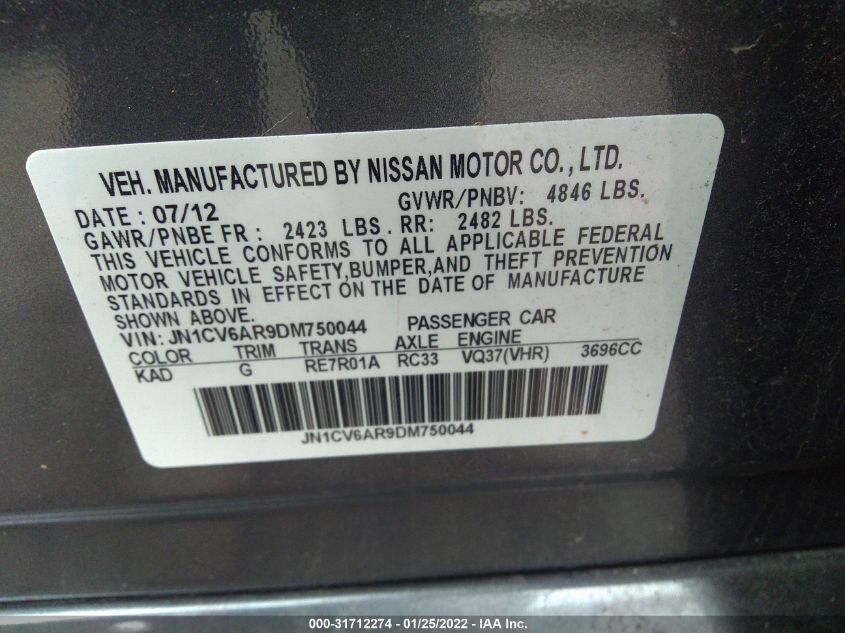 VEH. MANUFACTURED BY NISSAN MOTOR CO., LTD.
DATE : 07/12 GVWR/PNBV: 4846 LBS.
GAWR/PNBE FR : 2423 LBS. RR: 2482 LBS.
THIS VEHICLE CONFORMS TO ALL APPLICABLE FEDERAL
MOTOR VEHICLE SAFETY,BUMPER,AND THEFT PREVENTION
STANDARDS IN EFFECT ON THE DATE OF MANUFACTURE
SHOWN ABOVE.
VIN: JN1CV6AR9DM750044 PASSENGER CAR
COLOR TRIM TRANS AXLE ENGINE
KAD G RE7R01A RC33 VQ37(VHR) 3696CC
JN1CV6AR9DM750044
000-31712274 - 01/25/2022 - IAA Inc.